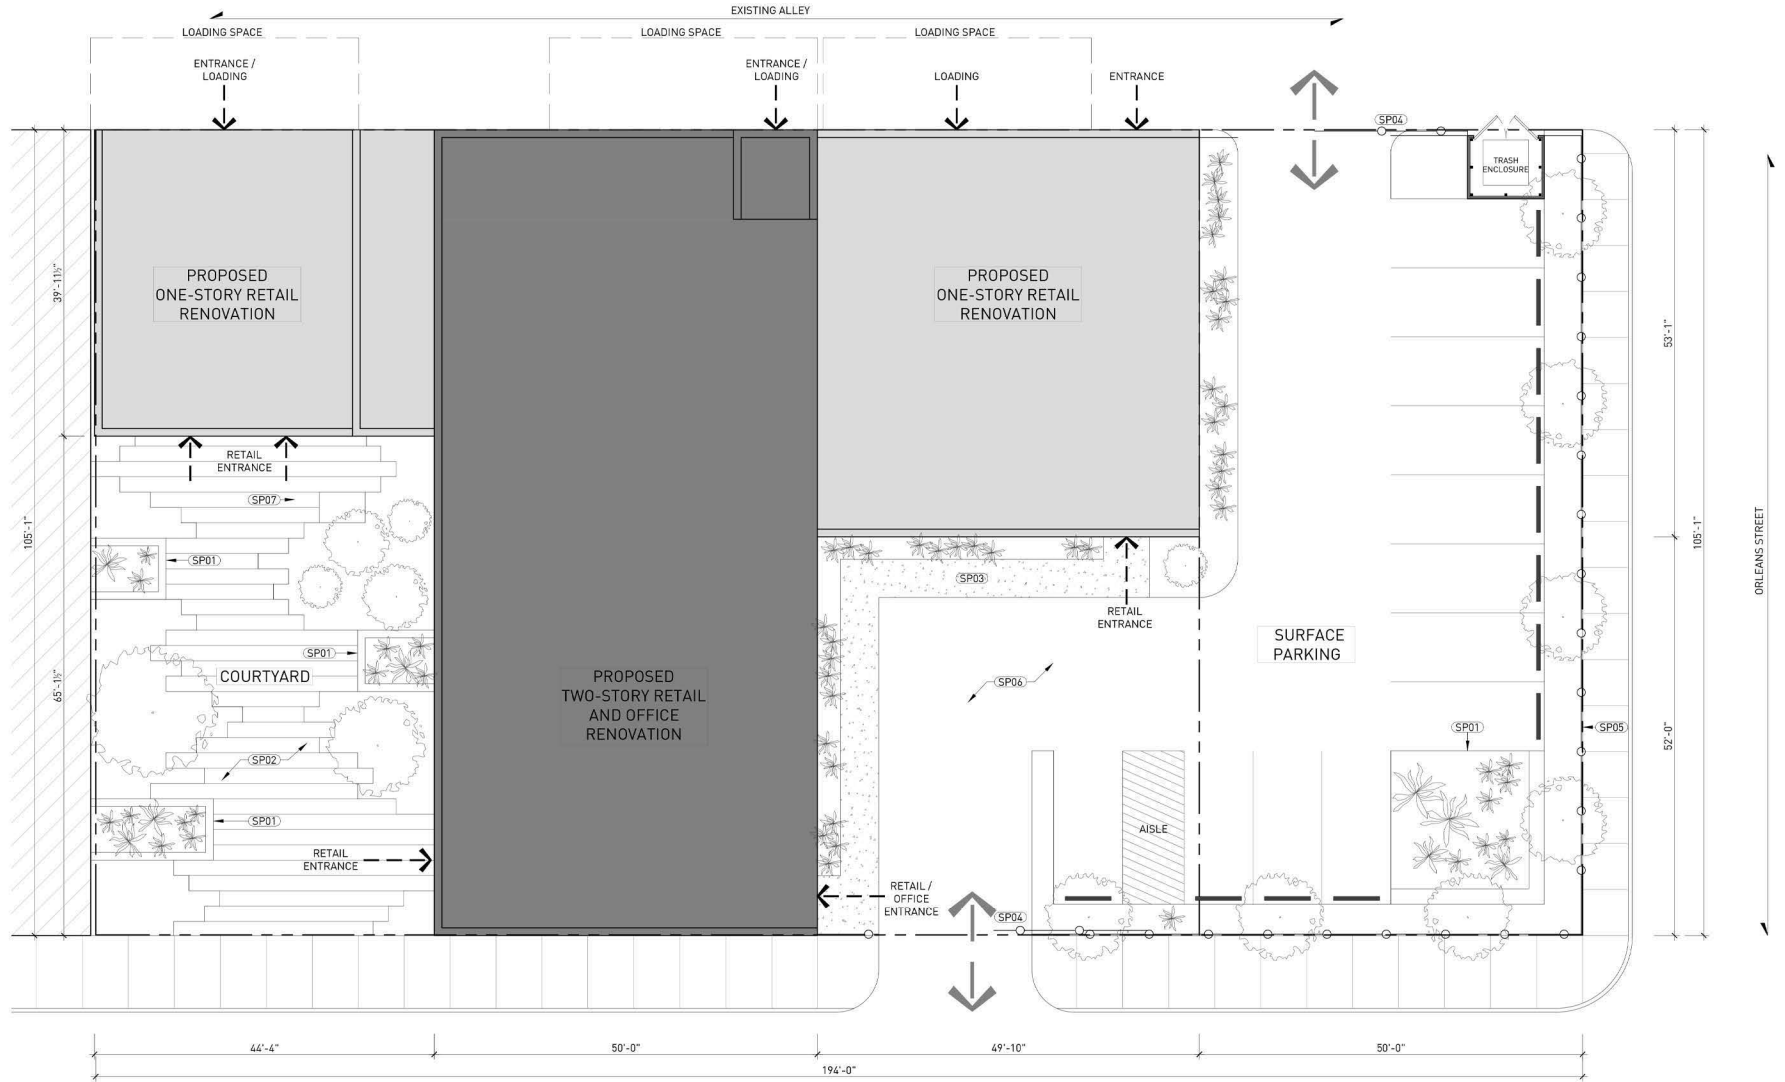 EXISTING ALLEY
LOADING SPACE
LOADING SPACE
LOADING SPACE
ENTRANCE /
LOADING
ENTRANCE /
LOADING
LOADING
ENTRANCE
SP04
TRASH
ENCLOSURE
PROPOSED
ONE-STORY RETAIL
RENOVATION
PROPOSED
ONE-STORY RETAIL
RENOVATION
39'-11½"
53'-1"
105'-1"
105'-1"
ORLEANS STREET
RETAIL
ENTRANCE
SP07
SP01
SP03
RETAIL
ENTRANCE
SURFACE
PARKING
SP01
COURTYARD
PROPOSED
TWO-STORY RETAIL
AND OFFICE
RENOVATION
SP06
65'-1½"
52'-0"
SP01
SP05
SP02
SP01
AISLE
RETAIL
ENTRANCE
RETAIL /
OFFICE
ENTRANCE
SP04
44'-4"
50'-0"
49'-10"
50'-0"
194'-0"